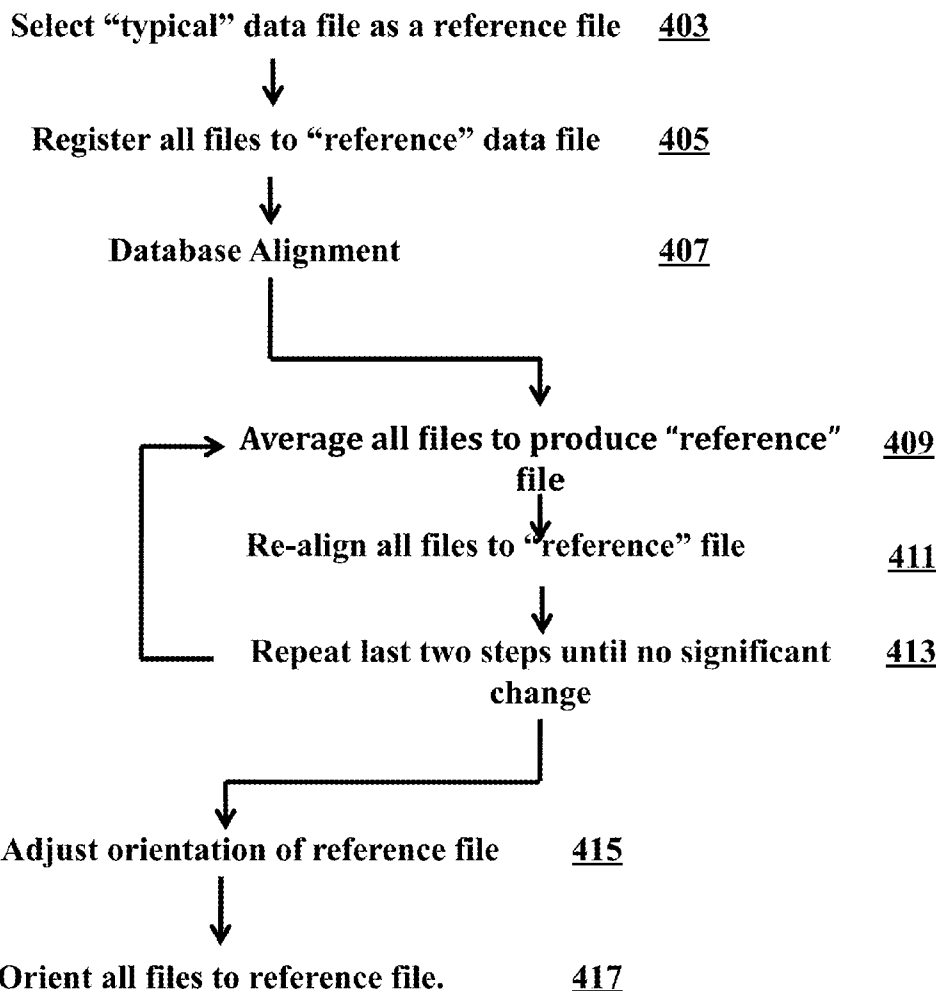 Select “typical” data file as a reference file 403
Register all files to “reference” data file 405
Database Alignment 407
Average all files to produce “reference” 409
file
Re-align all files to “reference” file 411
Repeat last two steps until no significant 413
change
Adjust orientation of reference file 415
Orient all files to reference file. 417